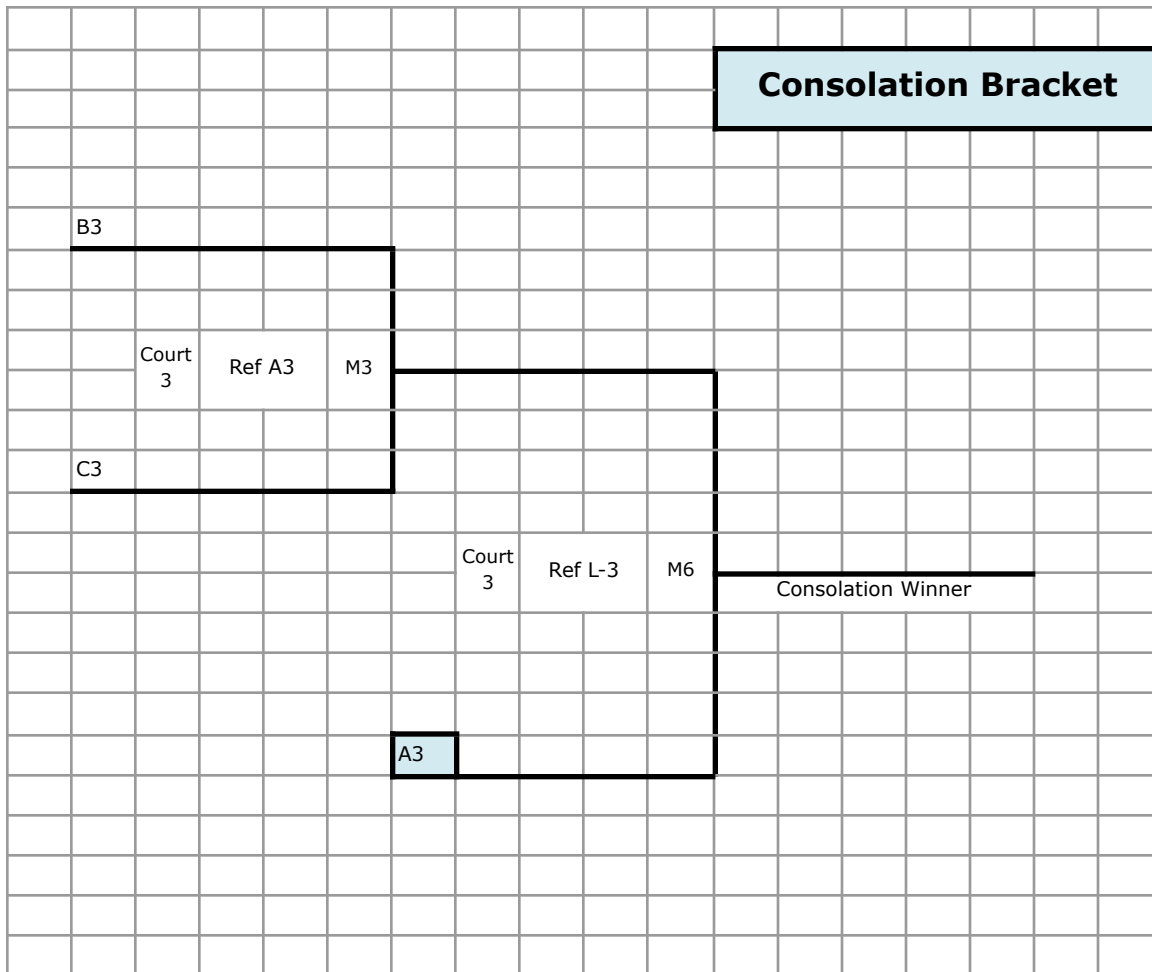 Consolation Bracket
B3
Court
3
Ref A3
M3
C3
Court
3
Ref L-3
M6
Consolation Winner
A3